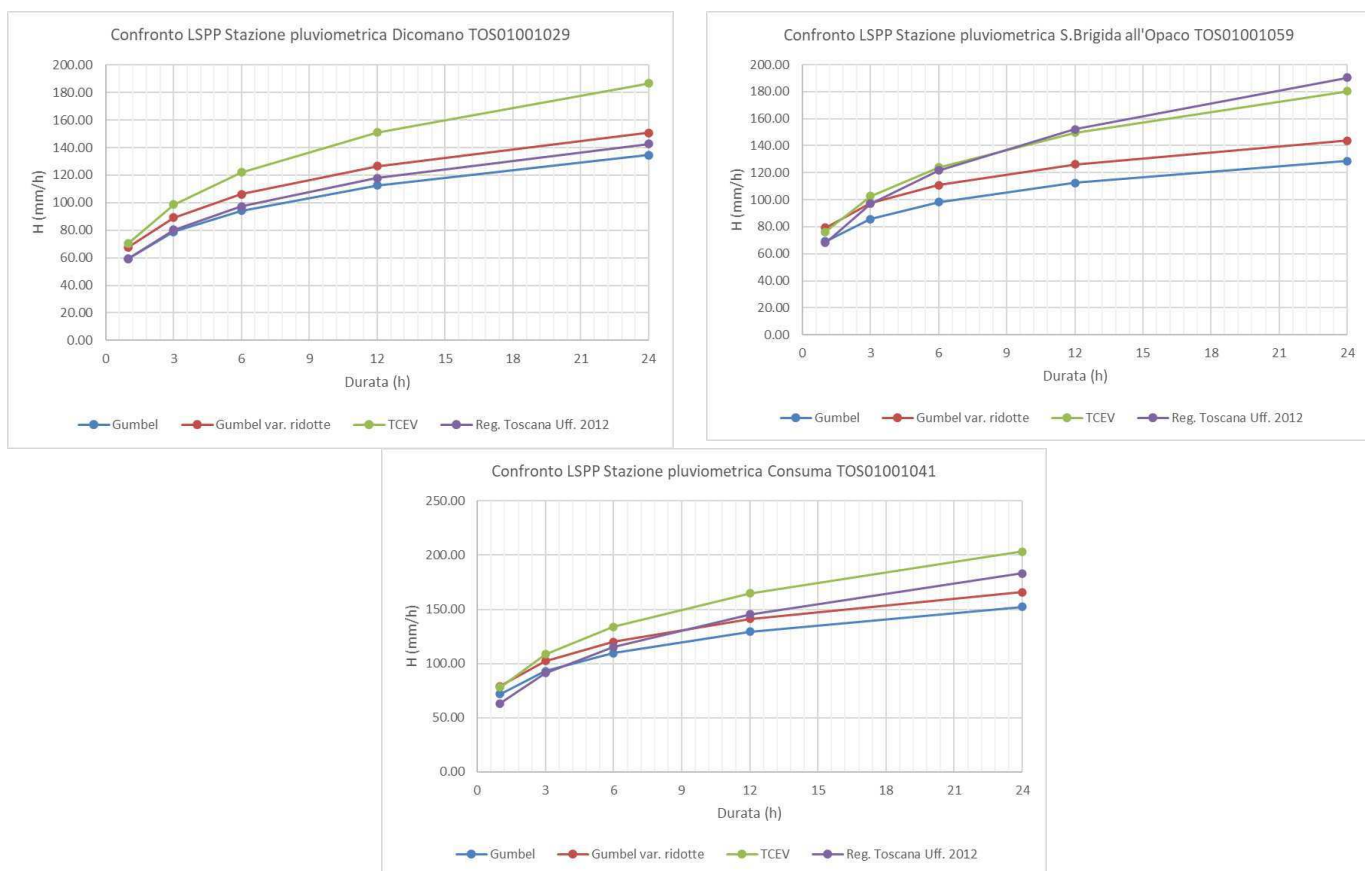 Confronto LSPP Stazione pluviometrica Dicomano TOS01001029
200.00
180.00
160.00
140.00
120.00
100.00
80.00
60.00
40.00
20.00
0.00
H (mm/h)
0 3 6 9 12 15 18 21 24
Durata (h)
Gumbel Gumbel var. ridotte TCEV Reg. Toscana Uff. 2012
Confronto LSPP Stazione pluviometrica S.Brigida all'Opaco TOS01001059
200.00
180.00
160.00
140.00
120.00
100.00
80.00
60.00
40.00
20.00
0.00
H (mm/h)
0 3 6 9 12 15 18 21 24
Durata (h)
Gumbel Gumbel var. ridotte TCEV Reg. Toscana Uff. 2012
Confronto LSPP Stazione pluviometrica Consuma TOS01001041
250.00
200.00
150.00
100.00
50.00
0.00
H (mm/h)
0 3 6 9 12 15 18 21 24
Durata (h)
Gumbel Gumbel var. ridotte TCEV Reg. Toscana Uff. 2012